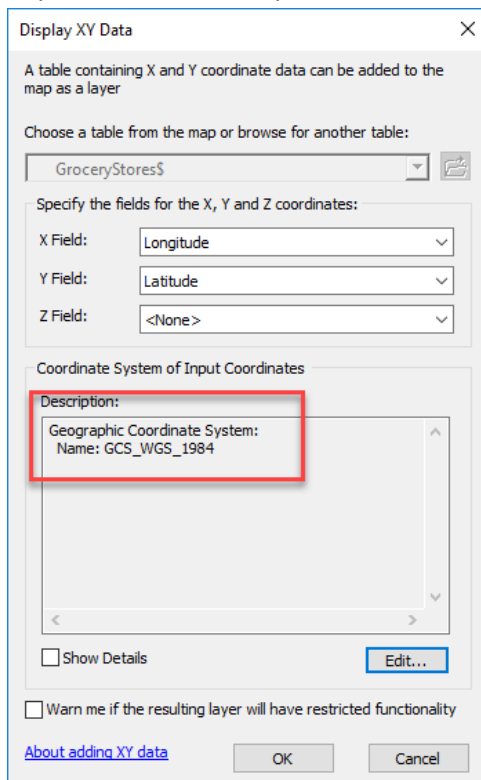 Display XY Data
A table containing X and Y coordinate data can be added to the
map as a layer
Choose a table from the map or browse for another table:
GroceryStores$
Specify the fields for the X, Y and Z coordinates:
X Field: Longitude
Y Field: Latitude
Z Field: <None>
Coordinate System of Input Coordinates
Description:
Geographic Coordinate System:
Name: GCS_WGS_1984
Show Details Edit...
Warn me if the resulting layer will have restricted functionality
About adding XY data OK Cancel